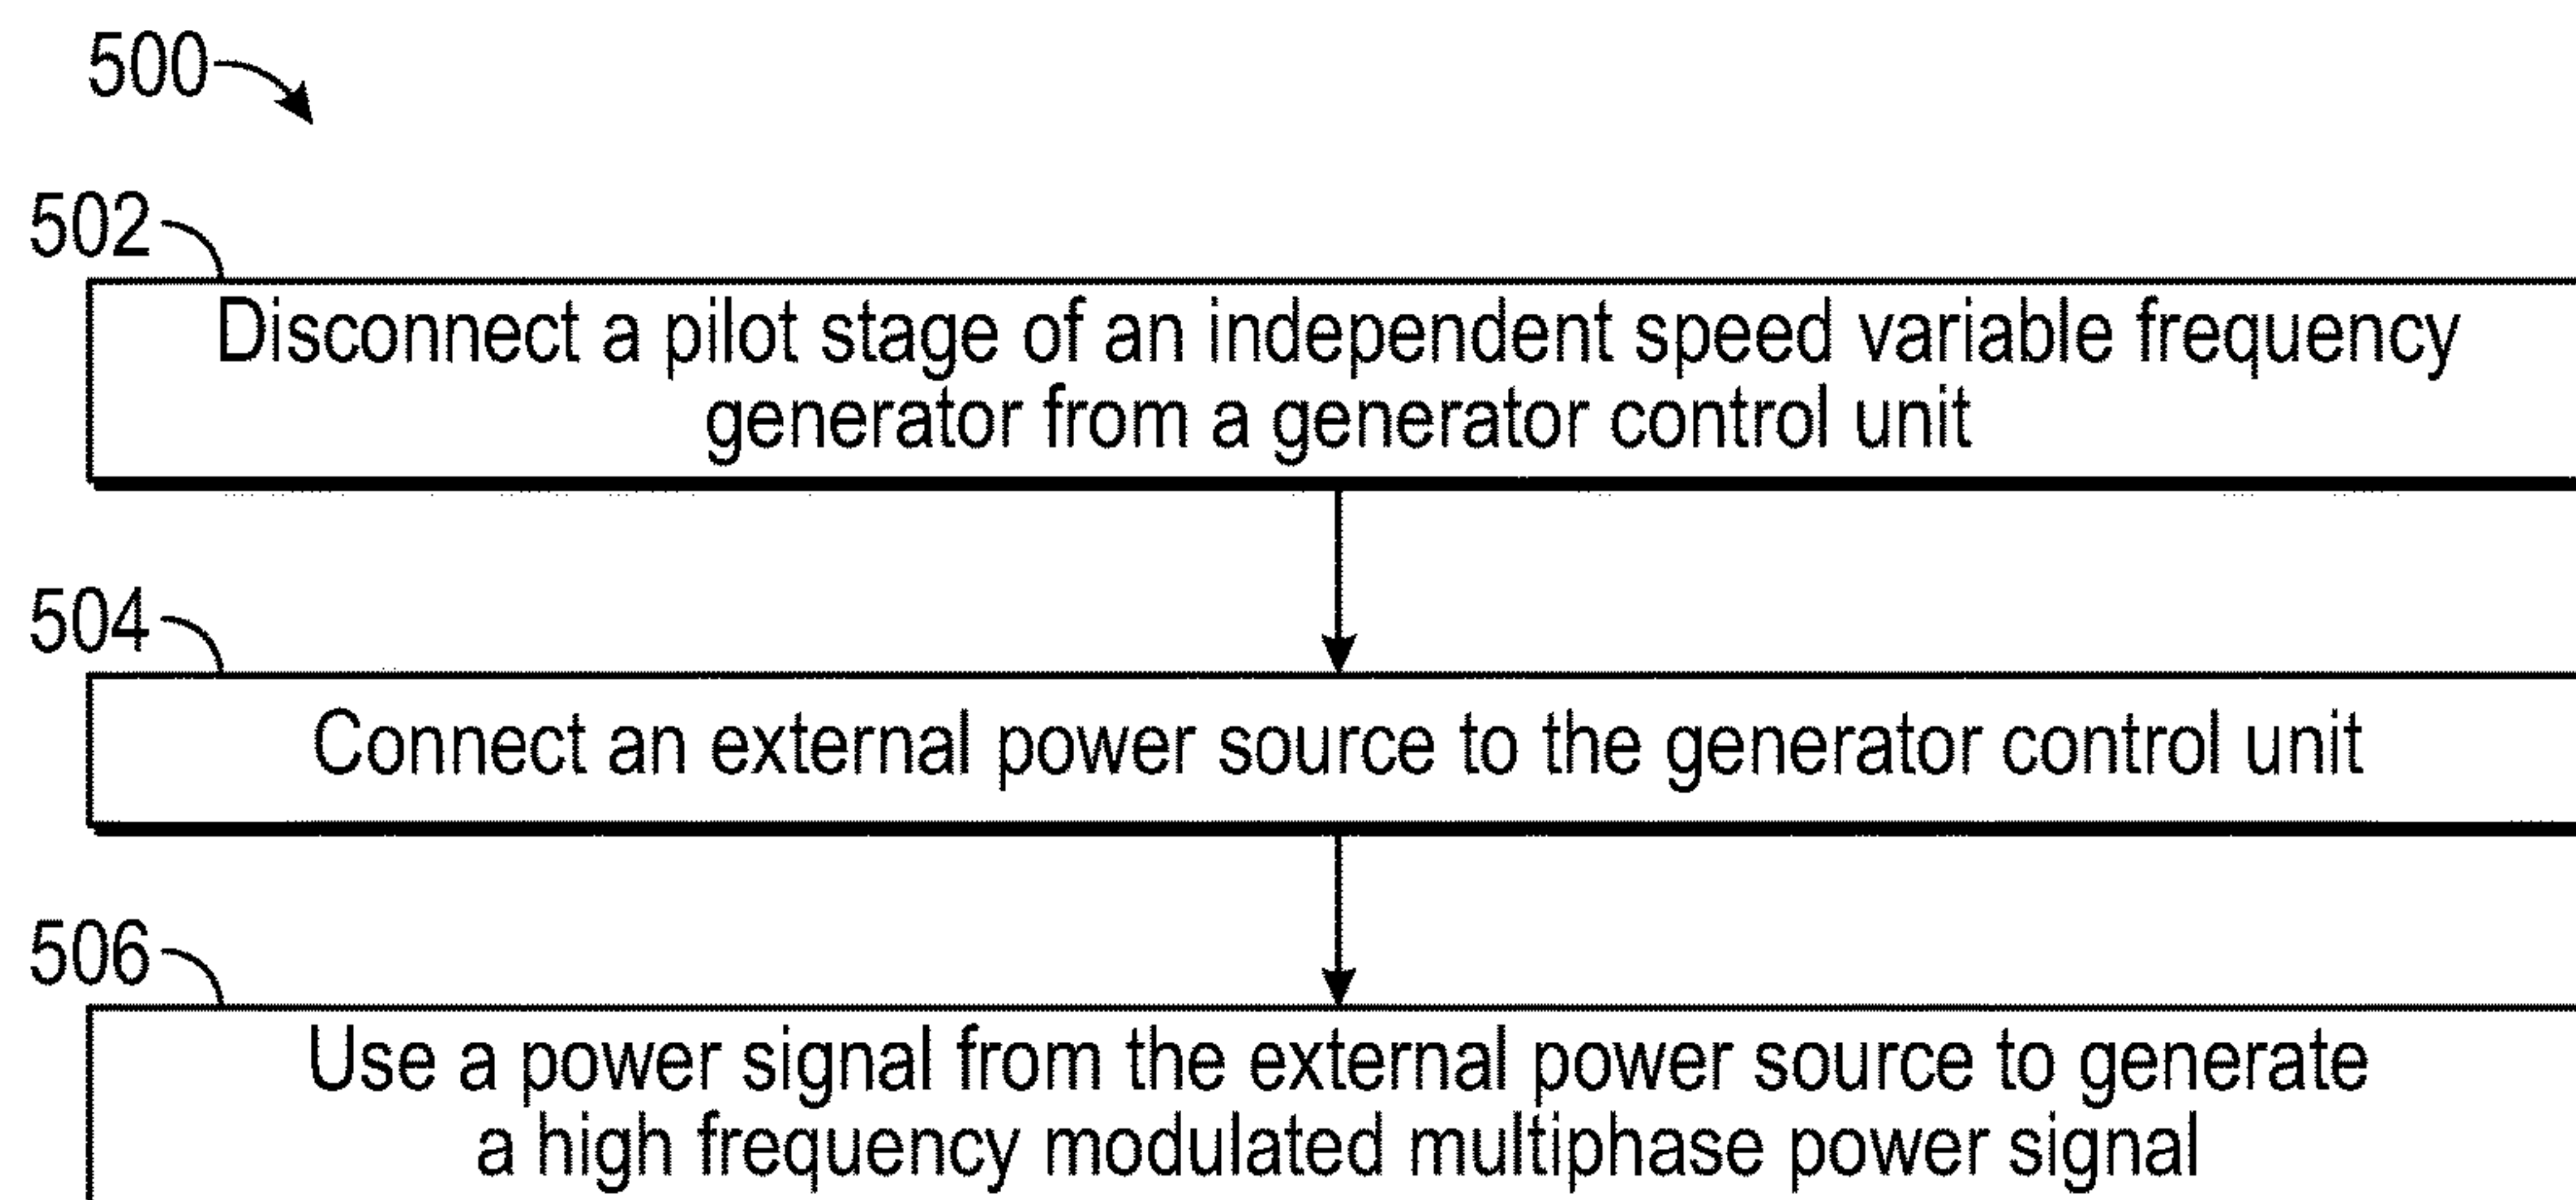 500
502
Disconnect a pilot stage of an independent speed variable frequency
generator from a generator control unit
504
Connect an external power source to the generator control unit
506
Use a power signal from the external power source to generate
a high frequency modulated multiphase power signal